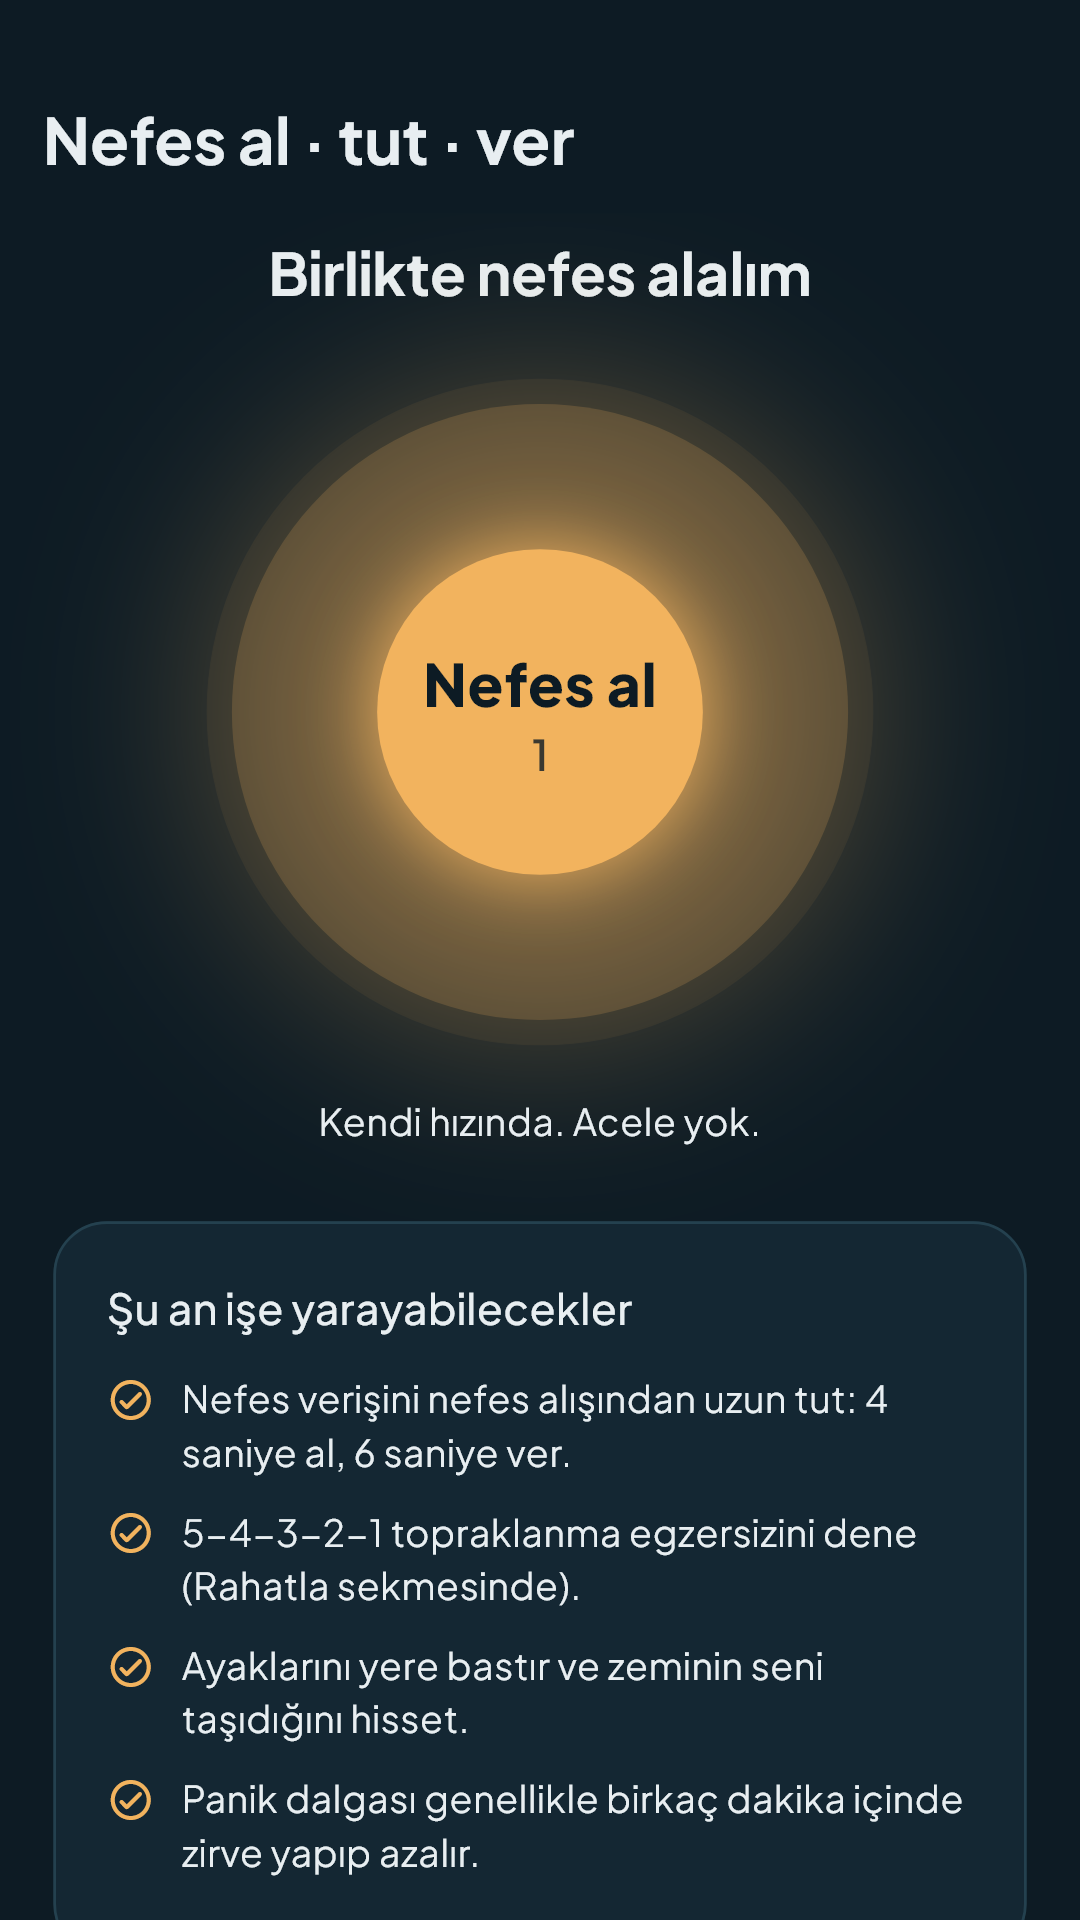 Nefes al · tut · ver
Birlikte nefes alalım
Nefes al
1
Kendi hızında. Acele yok.
Şu an işe yarayabilecekler
Nefes verişini nefes alışından uzun tut: 4
saniye al, 6 saniye ver.
5–4–3–2–1 topraklanma egzersizini dene
(Rahatla sekmesinde).
Ayaklarını yere bastır ve zeminin seni
taşıdığını hisset.
Panik dalgası genellikle birkaç dakika içinde
zirve yapıp azalır.